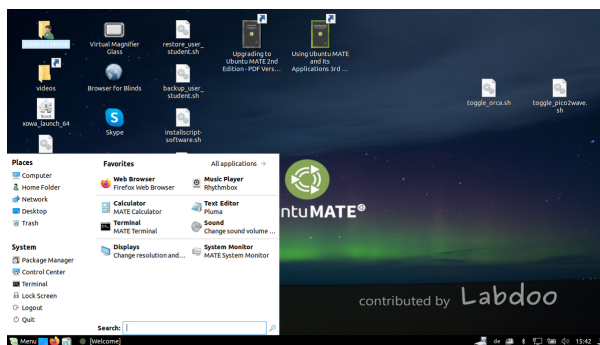 Virtual Magnifier
Glass
restore_user_
student.sh
Upgrading to
Ubuntu MATE 2nd
Edition - PDF Vers...
Using Ubuntu MATE
and Its
Applications 3rd ...
videos
Browser for Blinds
backup_user_
student.sh
toggle_orca.sh
toggle_pico2wave.
sh
xowa_launch_64
Skype
installscript-
software.sh
Places
Computer
Home Folder
Network
Desktop
Trash
System
Package Manager
Control Center
Terminal
Lock Screen
Logout
Quit
Favorites
All applications
Web Browser
Firefox Web Browser
Music Player
Rhythmbox
Calculator
MATE Calculator
Text Editor
Pluma
Terminal
MATE Terminal
Sound
Change sound volume ...
Displays
Change resolution and...
System Monitor
MATE System Monitor
Search:
ntu MATE®
contributed by Labdoo
Menu
[Welcome]
de
15:42